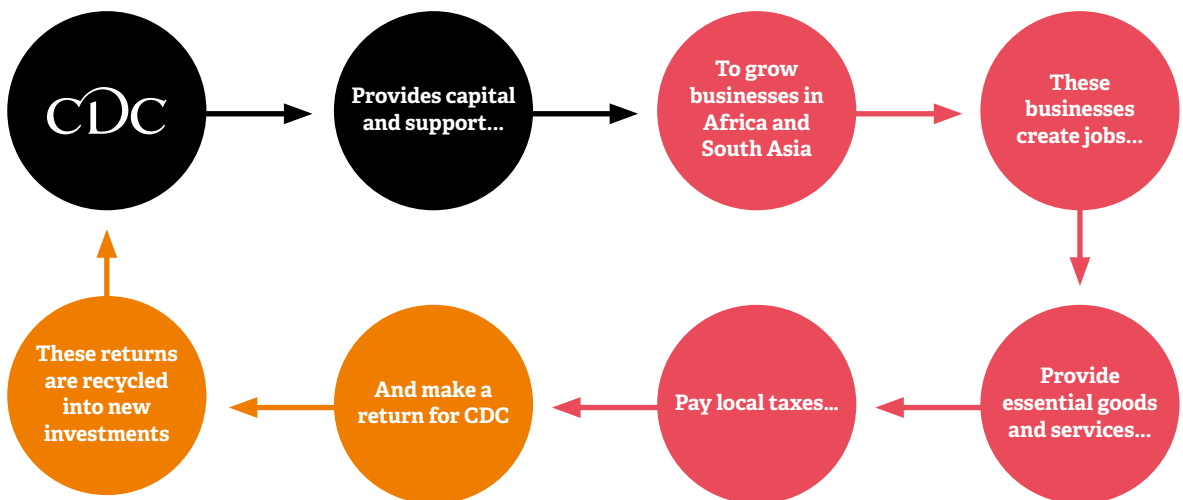 CDC
Provides capital
and support...
To grow
businesses in
Africa and
South Asia
These
businesses
create jobs...
Provide
essential goods
and services...
Pay local taxes...
And make a
return for CDC
These returns
are recycled
into new
investments